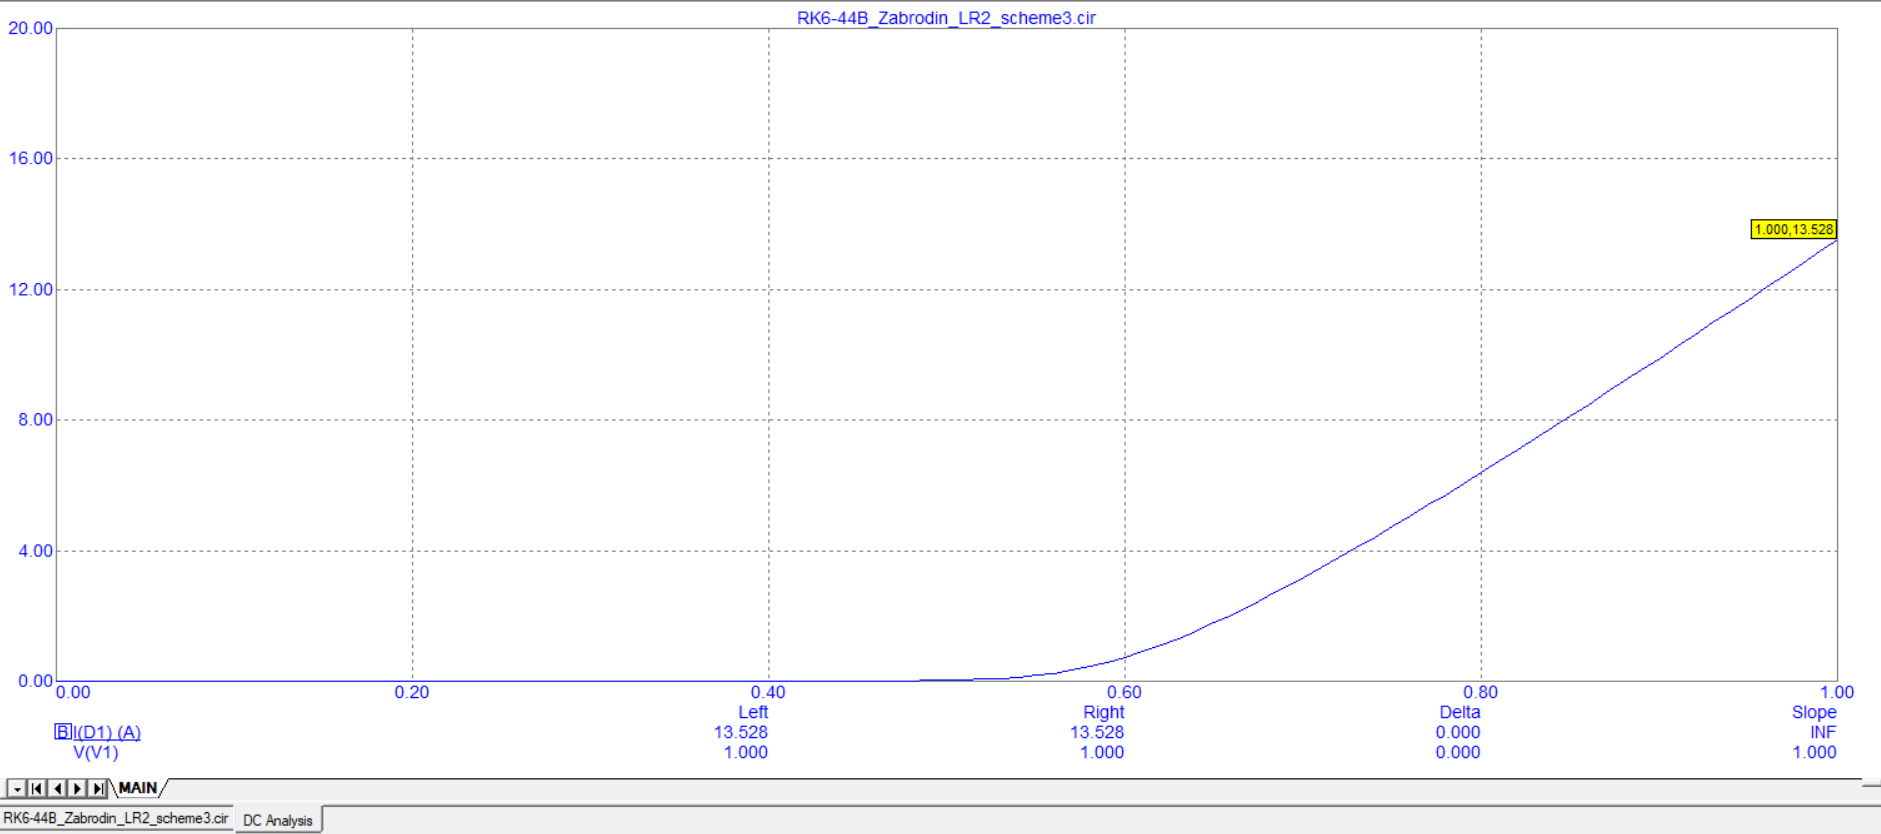 RK6-44B_Zabrodin_LR2_scheme3.cir
20.00
16.00
1.000,13.528
12.00
8.00
4.00
0.00
0.00 0.20 0.40 0.60 0.80 1.00
Left Right Delta Slope
B I(D1) (A) 13.528 13.528 0.000 INF
V(V1) 1.000 1.000 0.000 1.000
MAIN
RK6-44B_Zabrodin_LR2_scheme3.cir DC Analysis